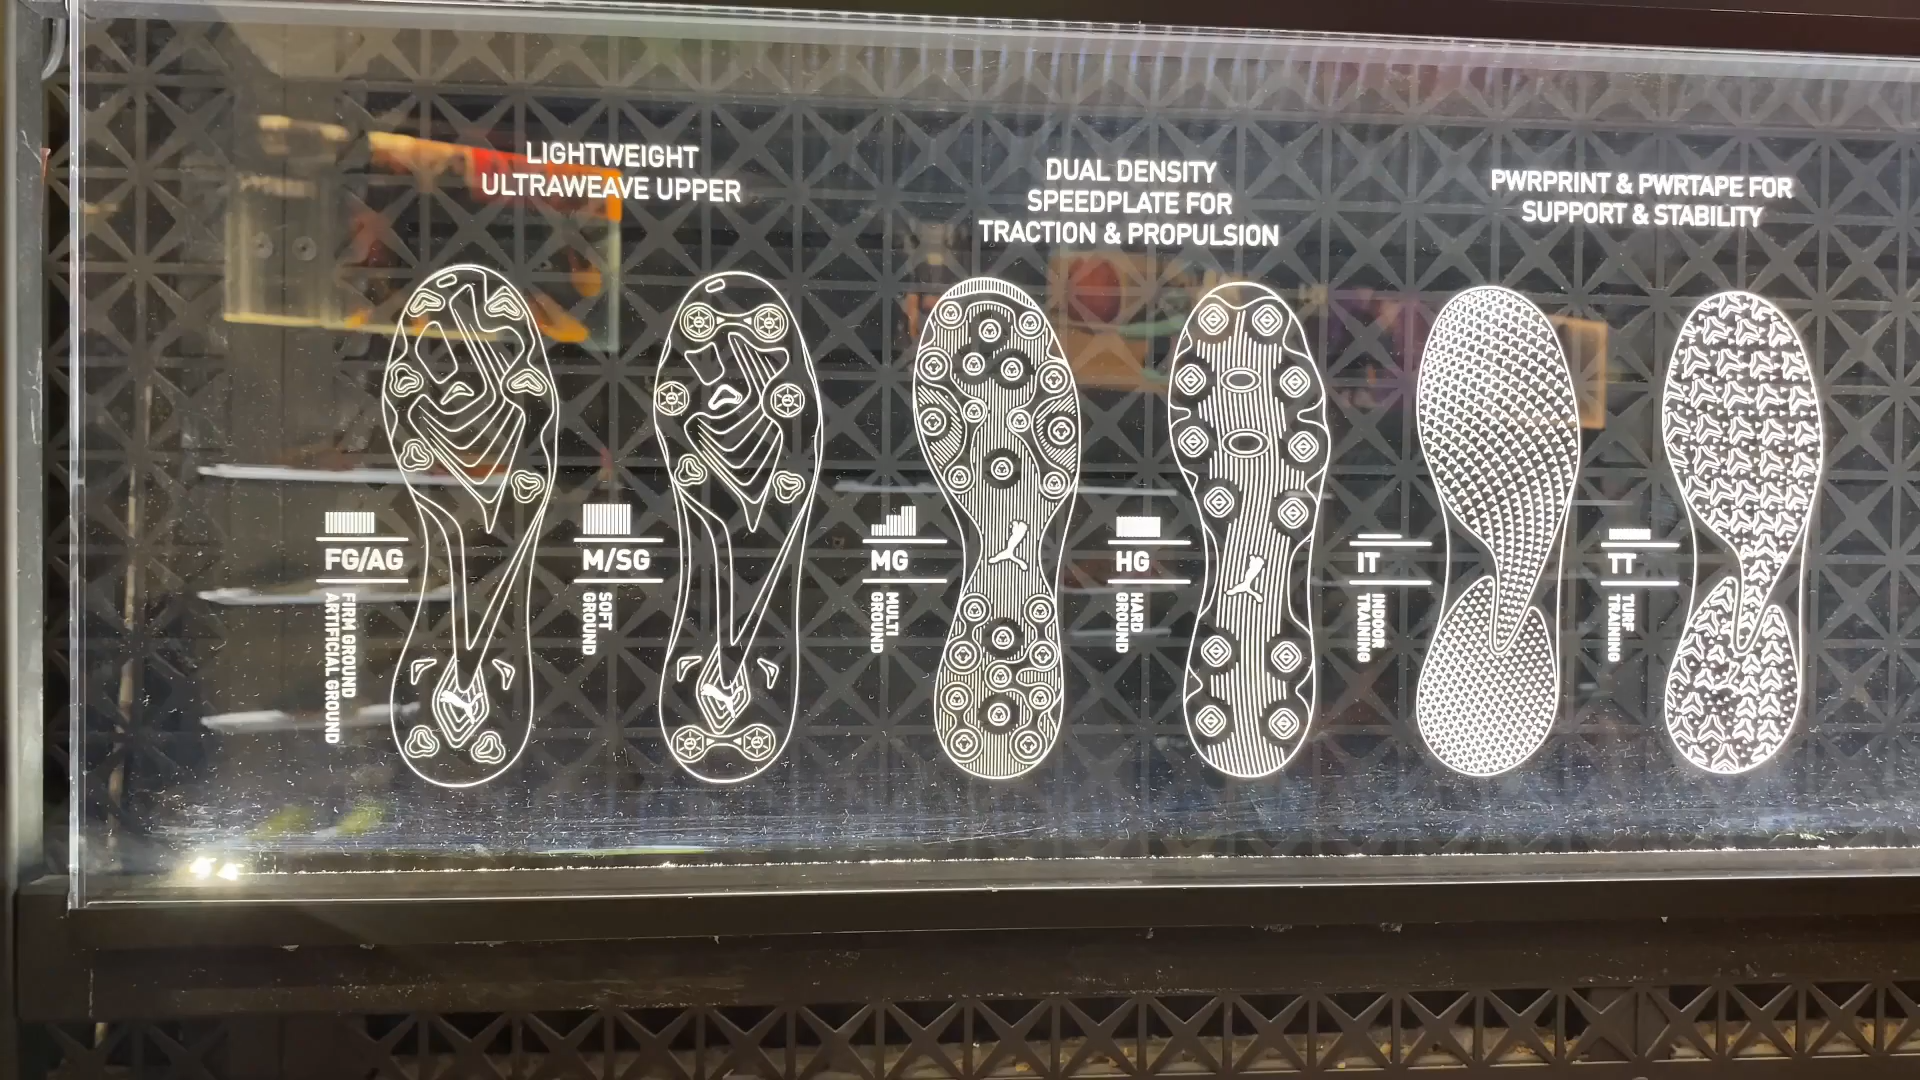 LIGHTWEIGHT
ULTRAWEAVE UPPER
DUAL DENSITY
SPEEDPLATE FOR
TRACTION & PROPULSION
PWRPRINT & PWRTAPE FOR
SUPPORT & STABILITY
FG/AG
FIRM GROUND
ARTIFICIAL GROUND
M/SG
SOFT
GROUND
MG
MULTI
GROUND
HG
HARD
GROUND
IT
INDOOR
TRAINING
TT
TURF
TRAINING